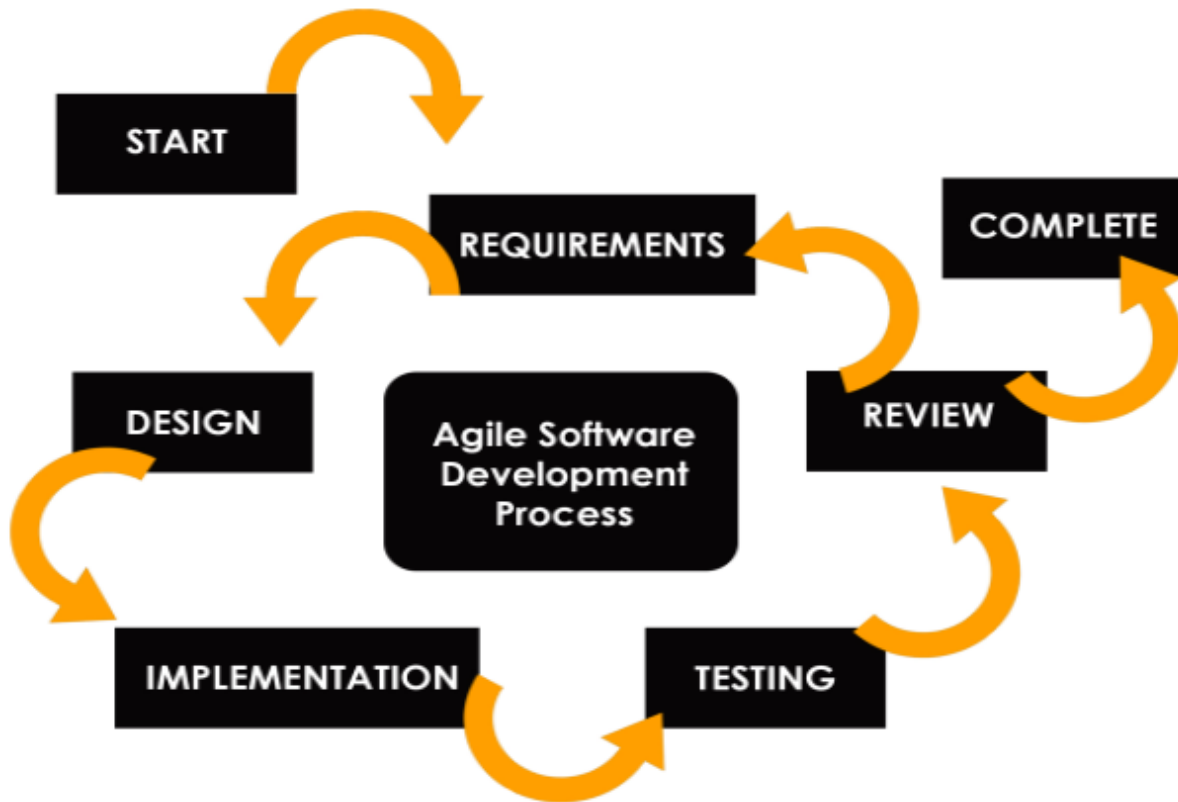 START
REQUIREMENTS
COMPLETE
DESIGN
Agile Software
Development
Process
REVIEW
IMPLEMENTATION
TESTING